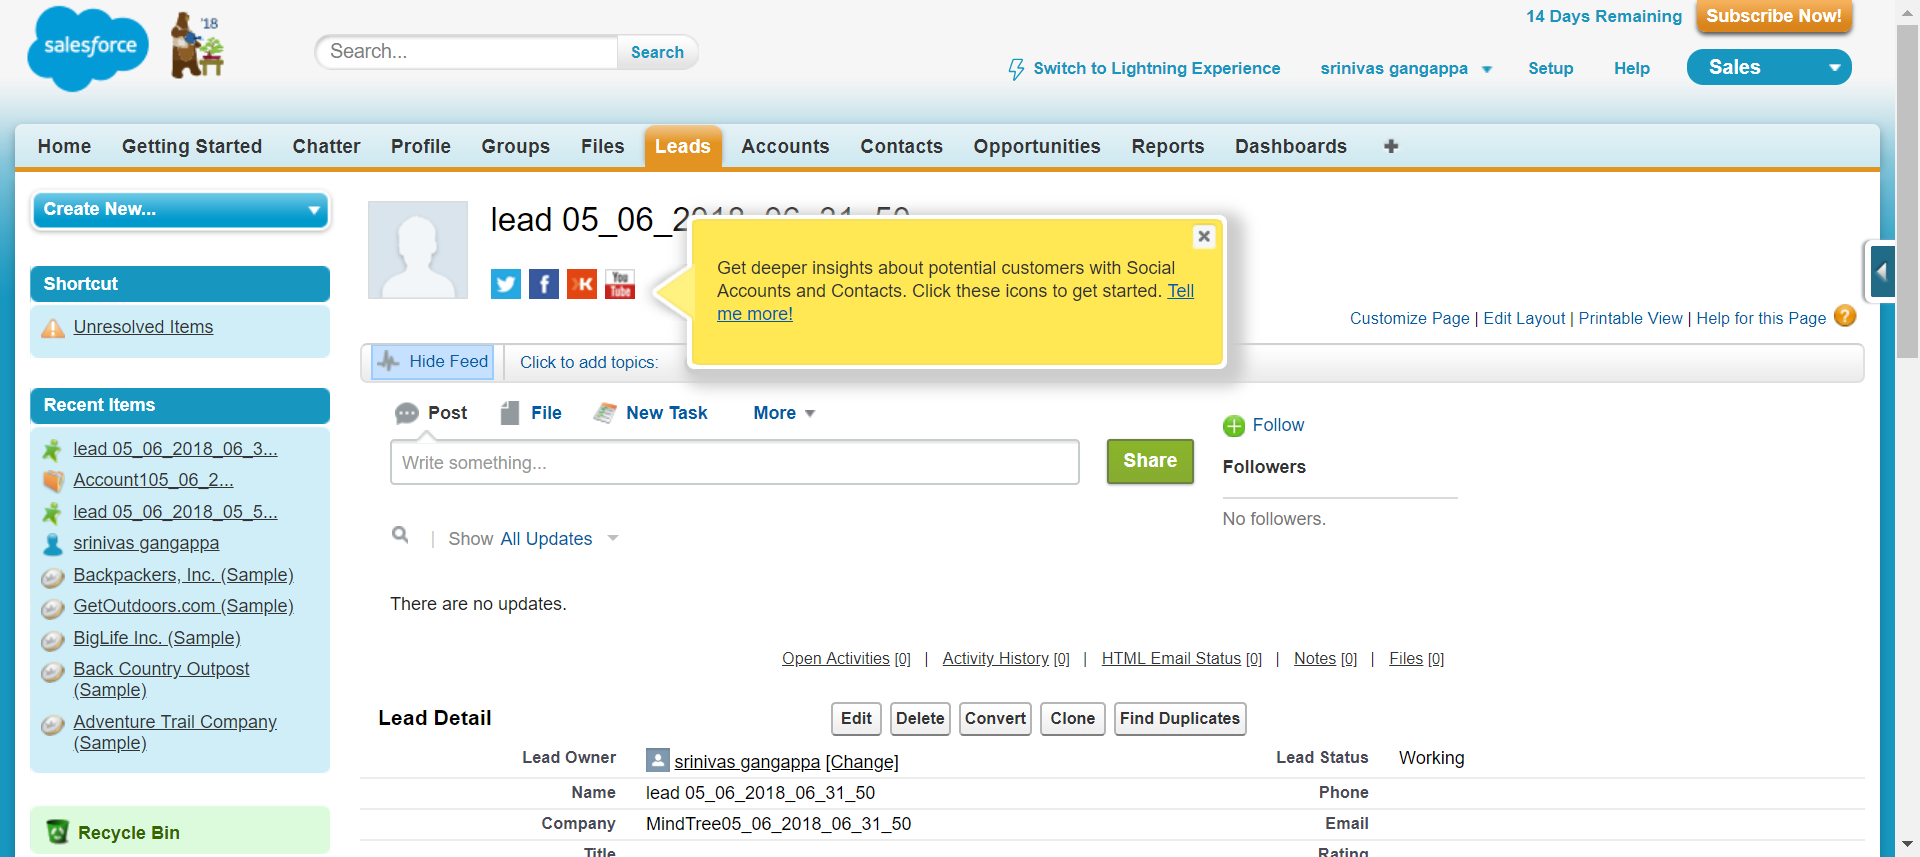 salesforce
'18
Search...
Search
14 Days Remaining
Subscribe Now!
Switch to Lightning Experience
srinivas gangappa
Setup
Help
Sales
Home
Getting Started
Chatter
Profile
Groups
Files
Leads
Accounts
Contacts
Opportunities
Reports
Dashboards
Create New...
Shortcut
Unresolved Items
Recent Items
lead 05_06_2018_06_3...
Account105_06_2...
lead 05_06_2018_05_5...
srinivas gangappa
Backpackers, Inc. (Sample)
GetOutdoors.com (Sample)
BigLife Inc. (Sample)
Back Country Outpost
(Sample)
Adventure Trail Company
(Sample)
Recycle Bin
lead 05_06_2018_06_31_50
You
Tube
Get deeper insights about potential customers with Social
Accounts and Contacts. Click these icons to get started. Tell
me more!
Customize Page | Edit Layout | Printable View | Help for this Page
Hide Feed
Click to add topics:
Post
File
New Task
More
Write something...
Share
Follow
Followers
No followers.
Show All Updates
There are no updates.
Open Activities [0] | Activity History [0] | HTML Email Status [0] | Notes [0] | Files [0]
Lead Detail
Edit
Delete
Convert
Clone
Find Duplicates
Lead Owner srinivas gangappa [Change] Lead Status Working
Name lead 05_06_2018_06_31_50 Phone
Company MindTree05_06_2018_06_31_50 Email
Title Rating